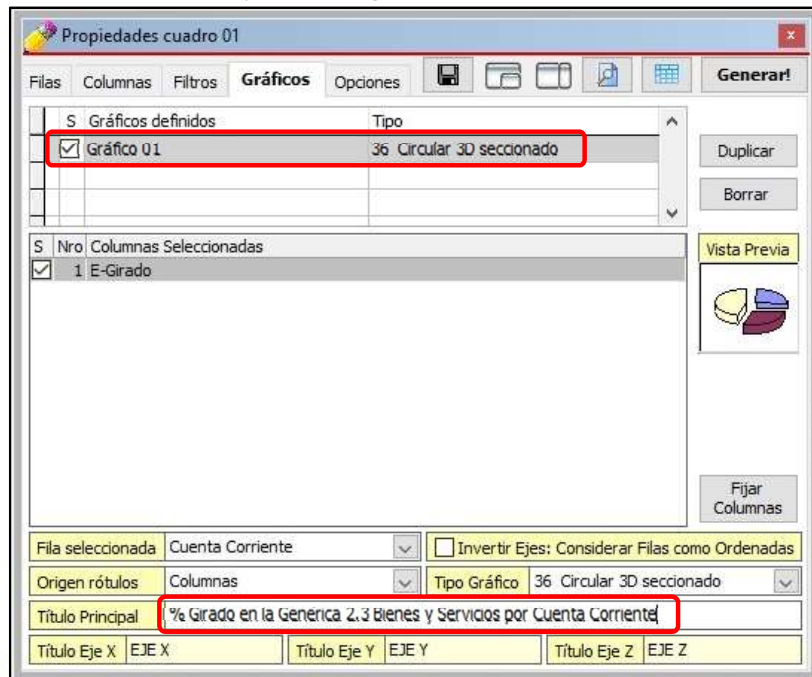 Propiedades cuadro 01
x
Filas Columnas Filtros Gráficos Opciones Generar!
S Gráficos definidos Tipo
Gráfico 01 36 Circular 3D seccionado
Duplicar
Borrar
S Nro Columnas Seleccionadas Vista Previa
1 E-Girado
Fijar
Columnas
Fila seleccionada Cuenta Corriente Invertir Ejes: Considerar Filas como Ordenadas
Origen rótulos Columnas Tipo Gráfico 36 Circular 3D seccionado
Título Principal % Girado en la Genérica 2.3 Bienes y Servicios por Cuenta Corriente
Título Eje X EJE X Título Eje Y EJE Y Título Eje Z EJE Z